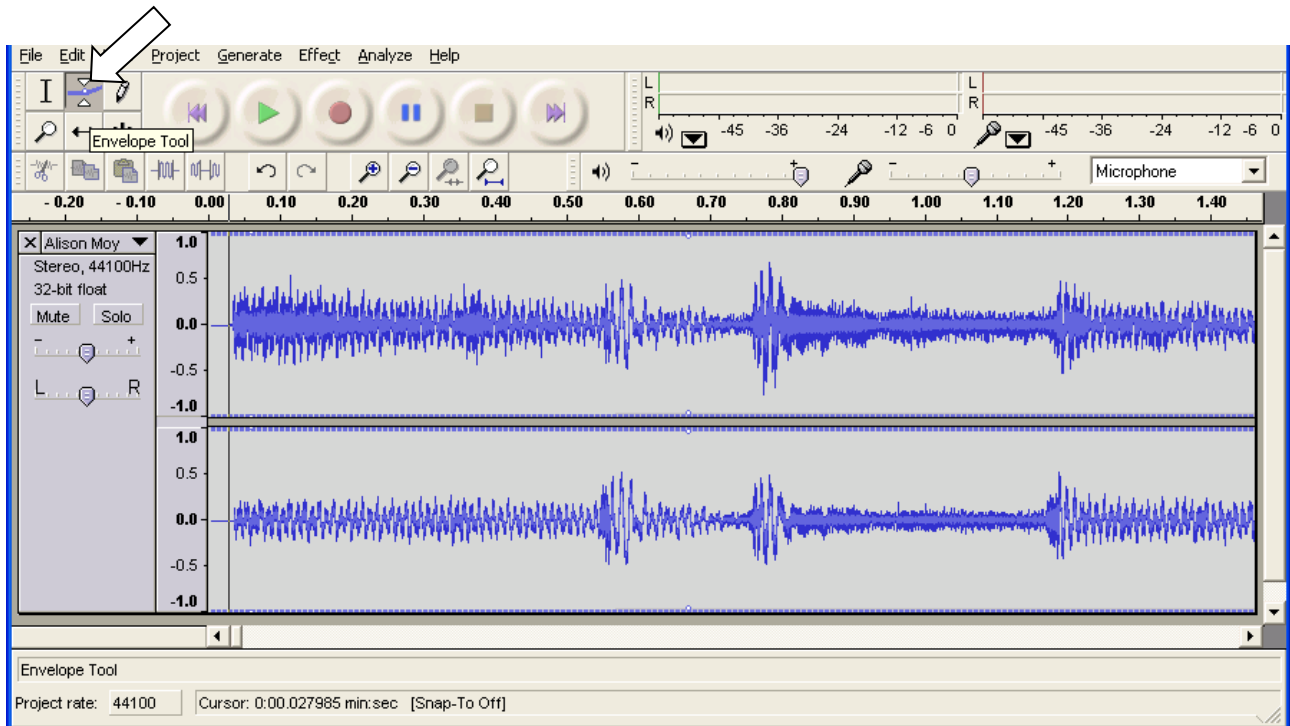 File Edit Project Generate Effect Analyze Help
L
R
-45 -36 -24 -12 -6 0
L
R
-45 -36 -24 -12 -6 0
Envelope Tool
- + - + Microphone
- 0.20 - 0.10 0.00 0.10 0.20 0.30 0.40 0.50 0.60 0.70 0.80 0.90 1.00 1.10 1.20 1.30 1.40
X Alison Moy
Stereo, 44100Hz
32-bit float
Mute Solo
- +
L R
1.0
0.5
0.0
-0.5
-1.0
1.0
0.5
0.0
-0.5
-1.0
Envelope Tool
Project rate: 44100 Cursor: 0:00.027985 min:sec [Snap-To Off]